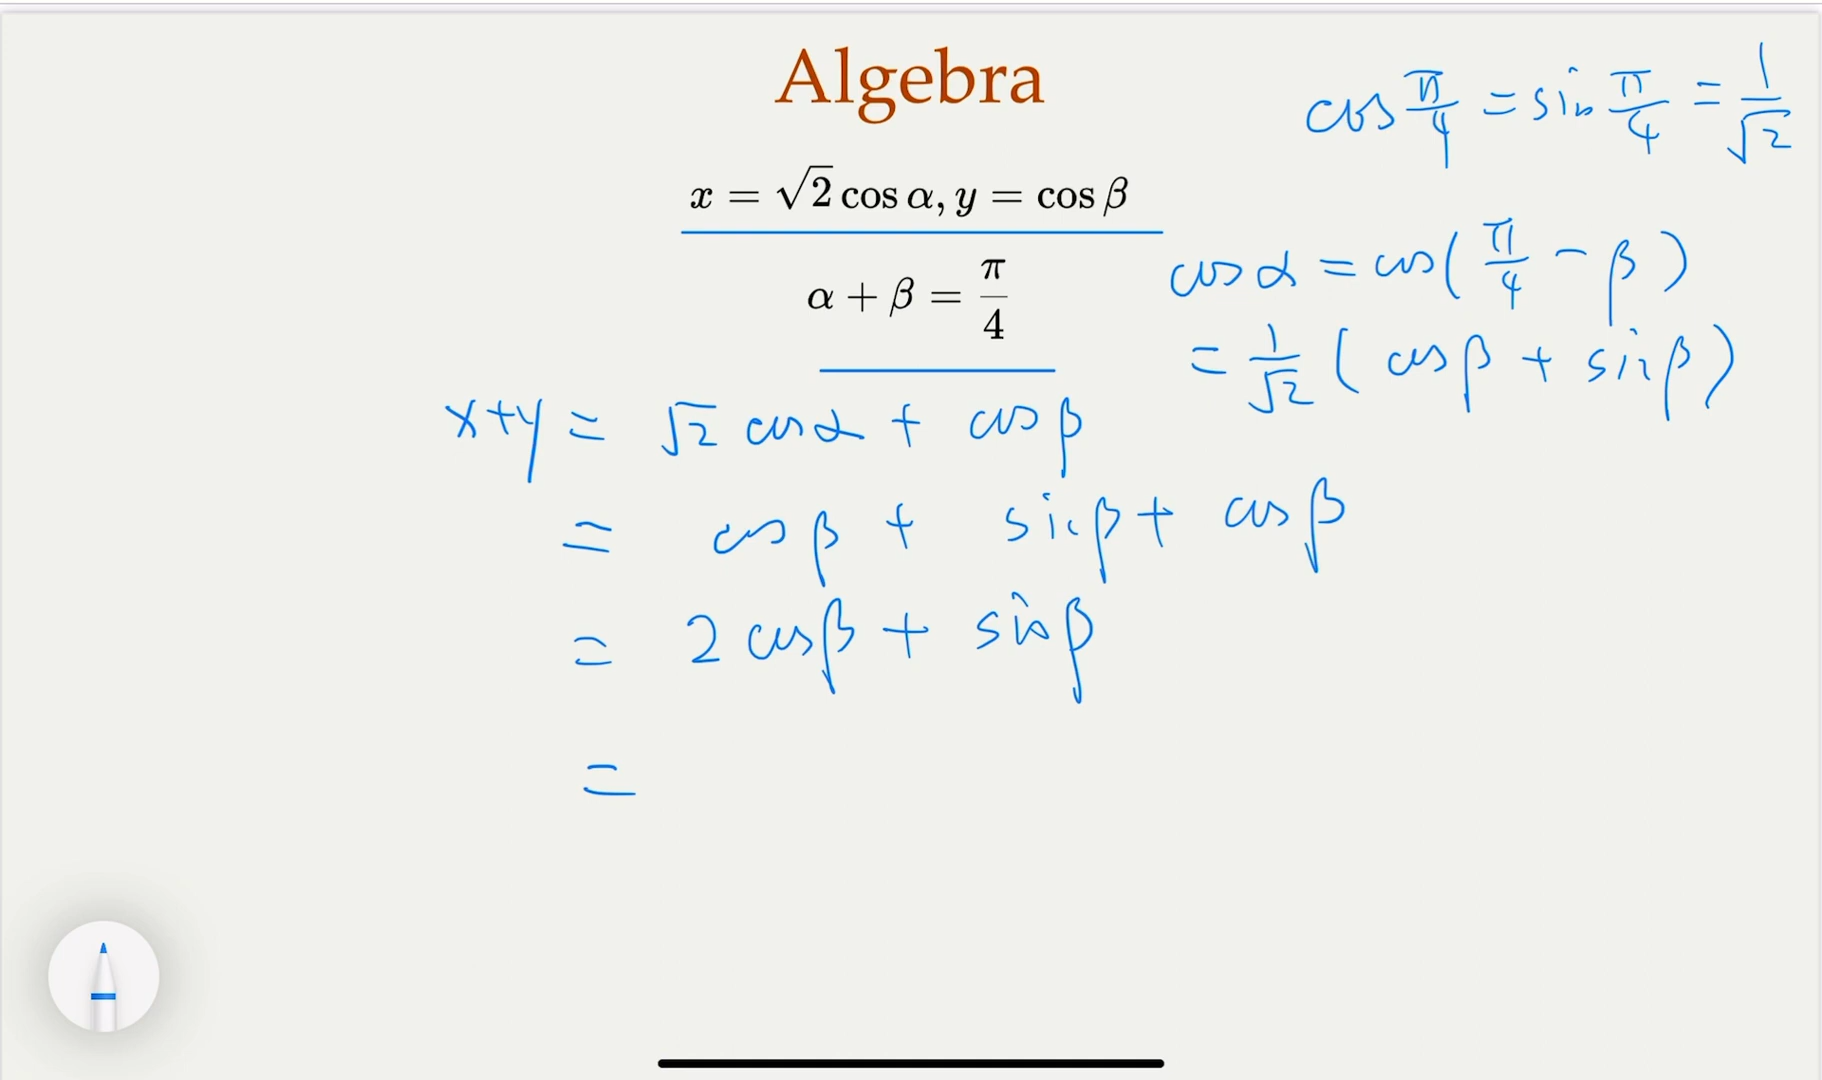 Algebra
cos π/4 = sin π/4 = 1/√2
x = √2 cos α, y = cos β
α + β = π/4
cos α = cos(π/4 − β)
= 1/√2 (cos β + sin β)
x+y = √2 cos α + cos β
= cos β + sin β + cos β
= 2 cos β + sin β
=